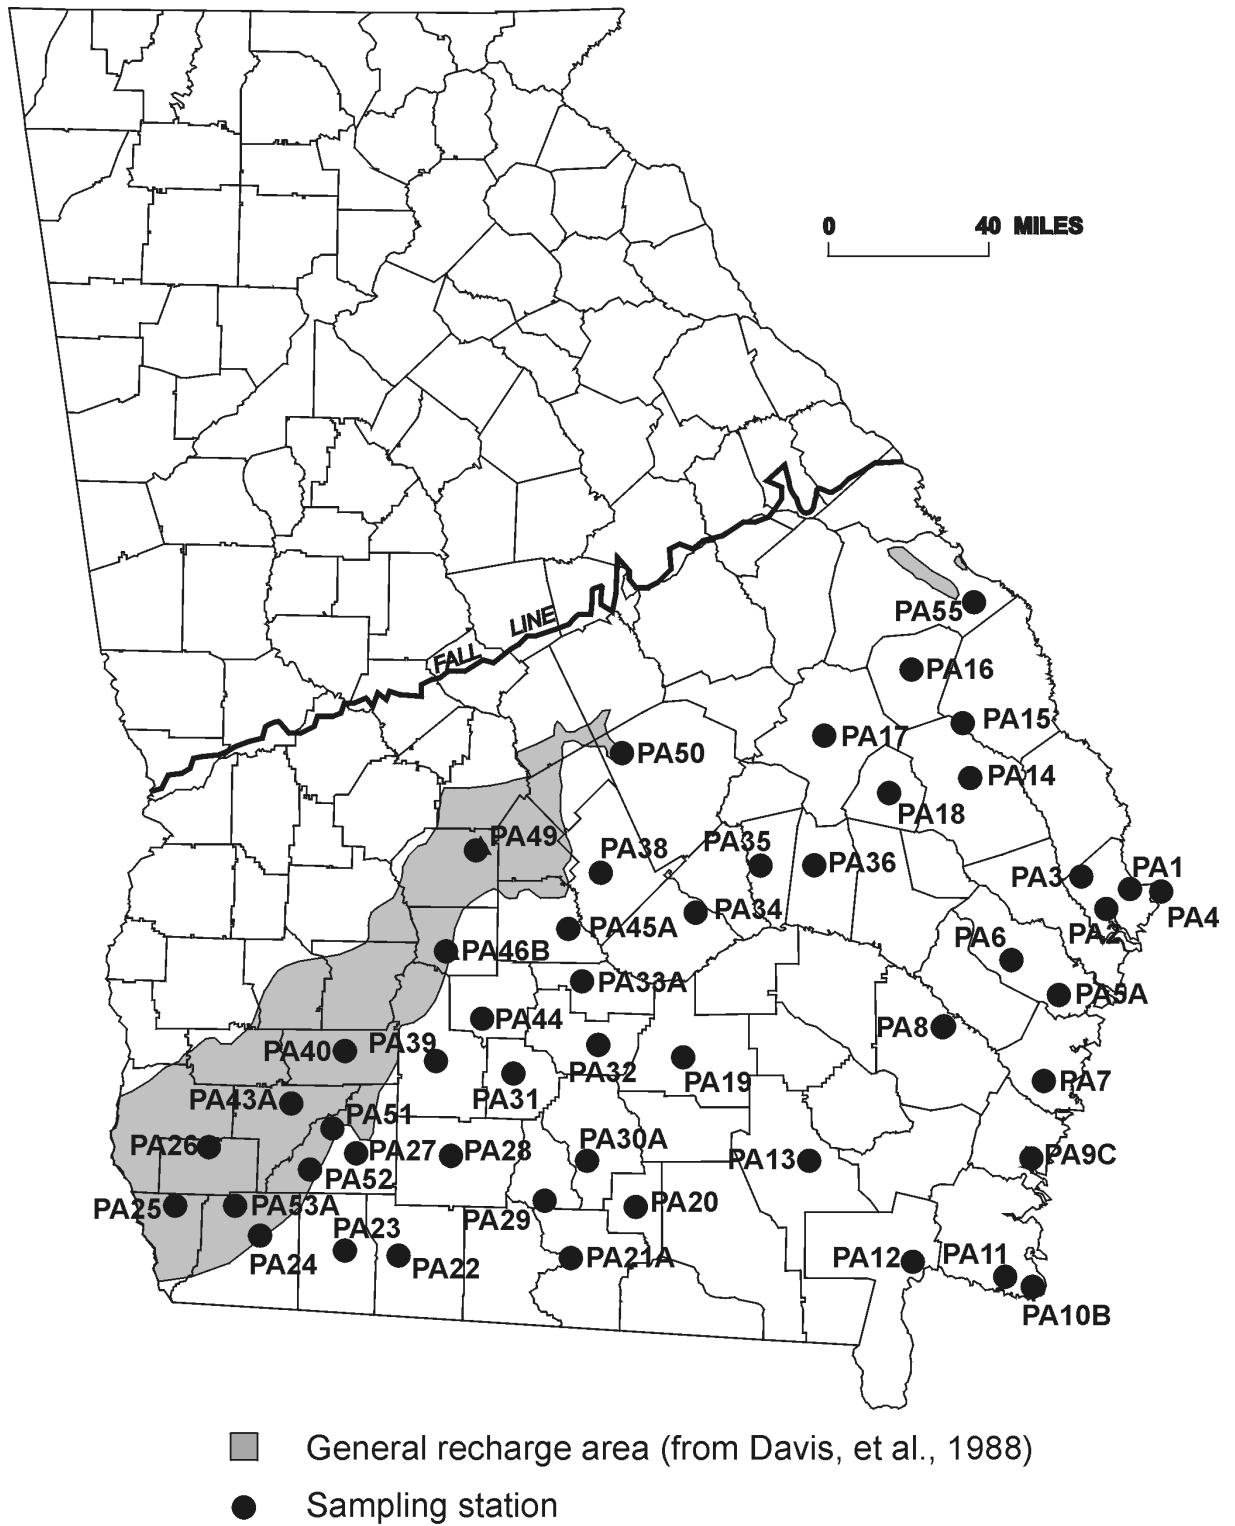 0 40 MILES
FALL LINE
PA55
PA16
PA15
PA17
PA50
PA14
PA18
PA49
PA35
PA38
PA36
PA1
PA3
PA4
PA34
PA45A
PA2
PA6
PA46B
PA33A
PA5A
PA44
PA8
PA39
PA40
PA32
PA19
PA7
PA31
PA43A
PA51
PA30A
PA26
PA27
PA28
PA9C
PA13
PA52
PA20
PA25
PA53A
PA29
PA23
PA21A
PA12
PA11
PA24
PA22
PA10B
General recharge area (from Davis, et al., 1988)
Sampling station